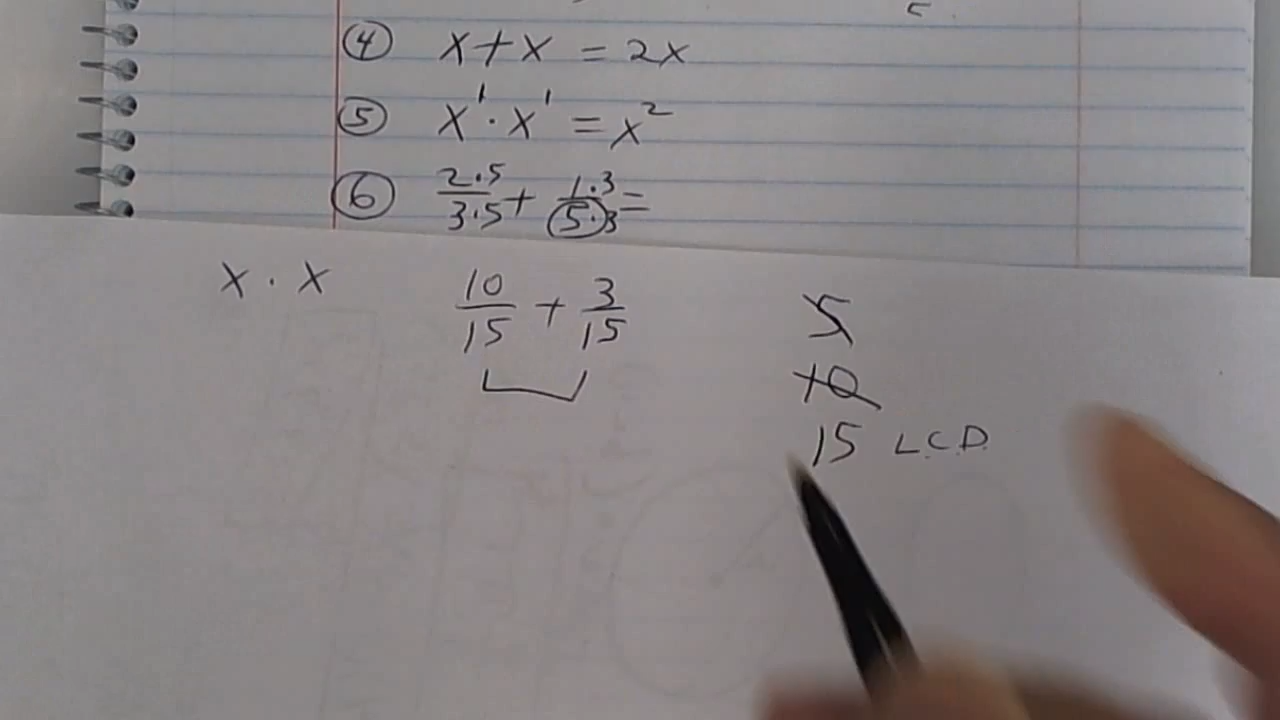 ④ x + x = 2x
⑤ x¹ · x¹ = x²
⑥ 2·5/3·5 + 1·3/5·3 =
x · x
10/15 + 3/15
5
10
15 L.C.D.